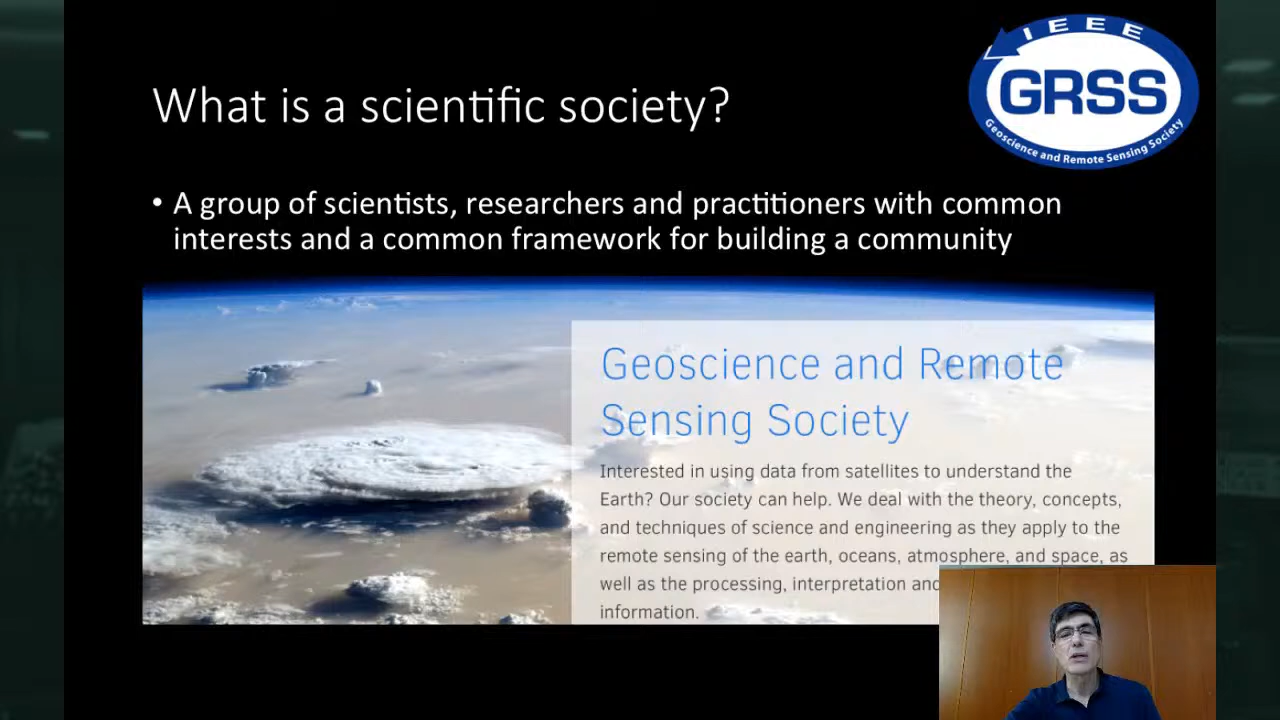 IEEE
GRSS
Geoscience and Remote Sensing Society
What is a scientific society?
• A group of scientists, researchers and practitioners with common
interests and a common framework for building a community
Geoscience and Remote
Sensing Society
Interested in using data from satellites to understand the
Earth? Our society can help. We deal with the theory, concepts,
and techniques of science and engineering as they apply to the
remote sensing of the earth, oceans, atmosphere, and space, as
well as the processing, interpretation and
information.